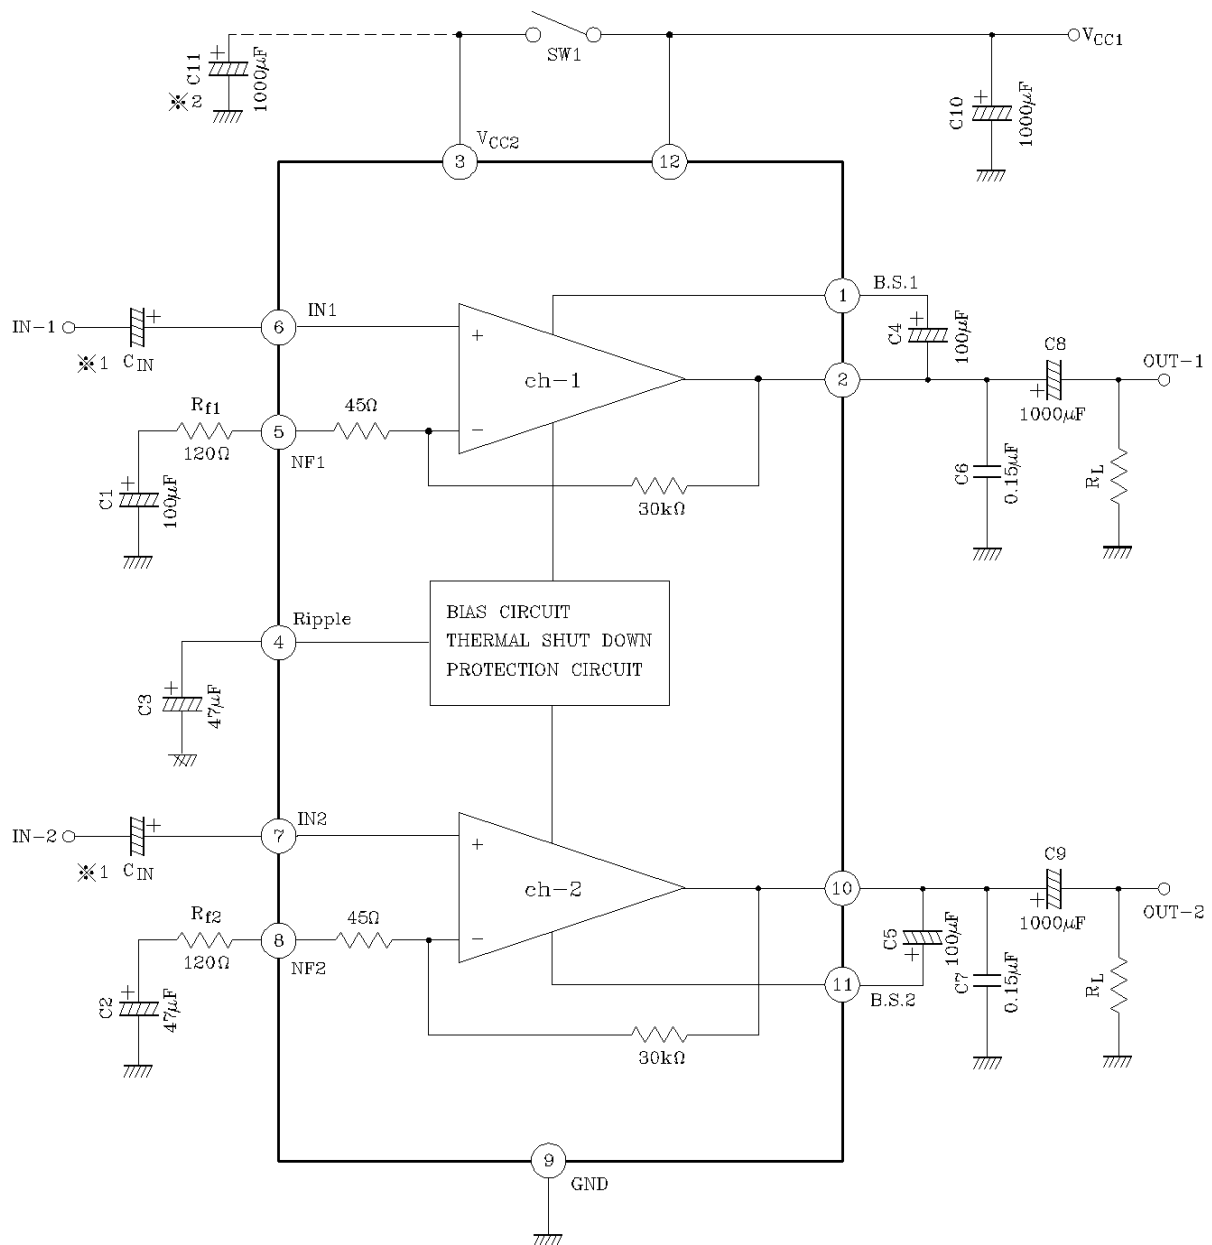 +
C11
1000μF
※2
SW1
VCC1
+
C10
1000μF
3
VCC2
12
1
B.S.1
IN-1
+
6
IN1
+
C4
100μF
C8
OUT-1
※1 CIN
+
ch-1
2
+
1000μF
Rf1
120Ω
5
NF1
45Ω
−
30kΩ
+
C1
100μF
C6
0.15μF
RL
4
Ripple
BIAS CIRCUIT
THERMAL SHUT DOWN
PROTECTION CIRCUIT
+
C3
47μF
IN-2
+
7
IN2
※1 CIN
+
ch-2
10
C9
+
1000μF
OUT-2
Rf2
120Ω
8
NF2
45Ω
−
30kΩ
C5
+
100μF
11
B.S.2
C7
0.15μF
RL
+
C2
47μF
9
GND